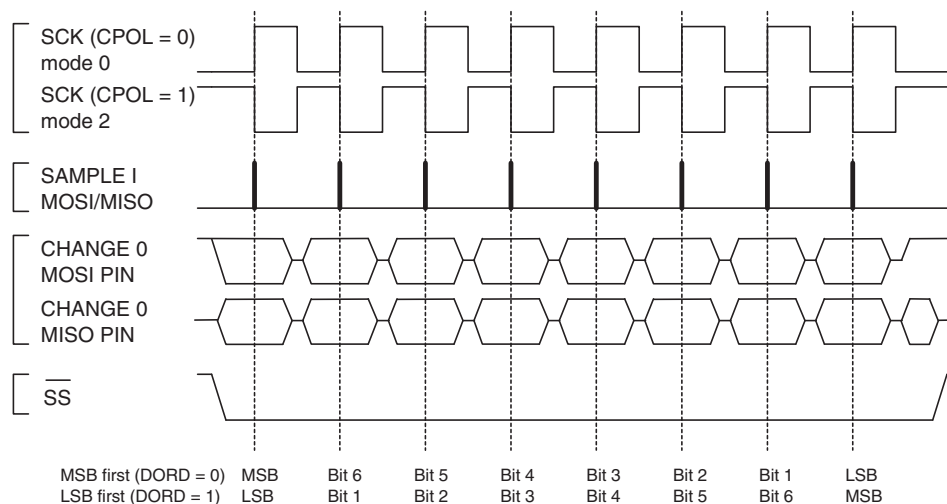 SCK (CPOL = 0)
mode 0
SCK (CPOL = 1)
mode 2
SAMPLE I
MOSI/MISO
CHANGE 0
MOSI PIN
CHANGE 0
MISO PIN
SS
MSB first (DORD = 0) MSB Bit 6 Bit 5 Bit 4 Bit 3 Bit 2 Bit 1 LSB
LSB first (DORD = 1) LSB Bit 1 Bit 2 Bit 3 Bit 4 Bit 5 Bit 6 MSB